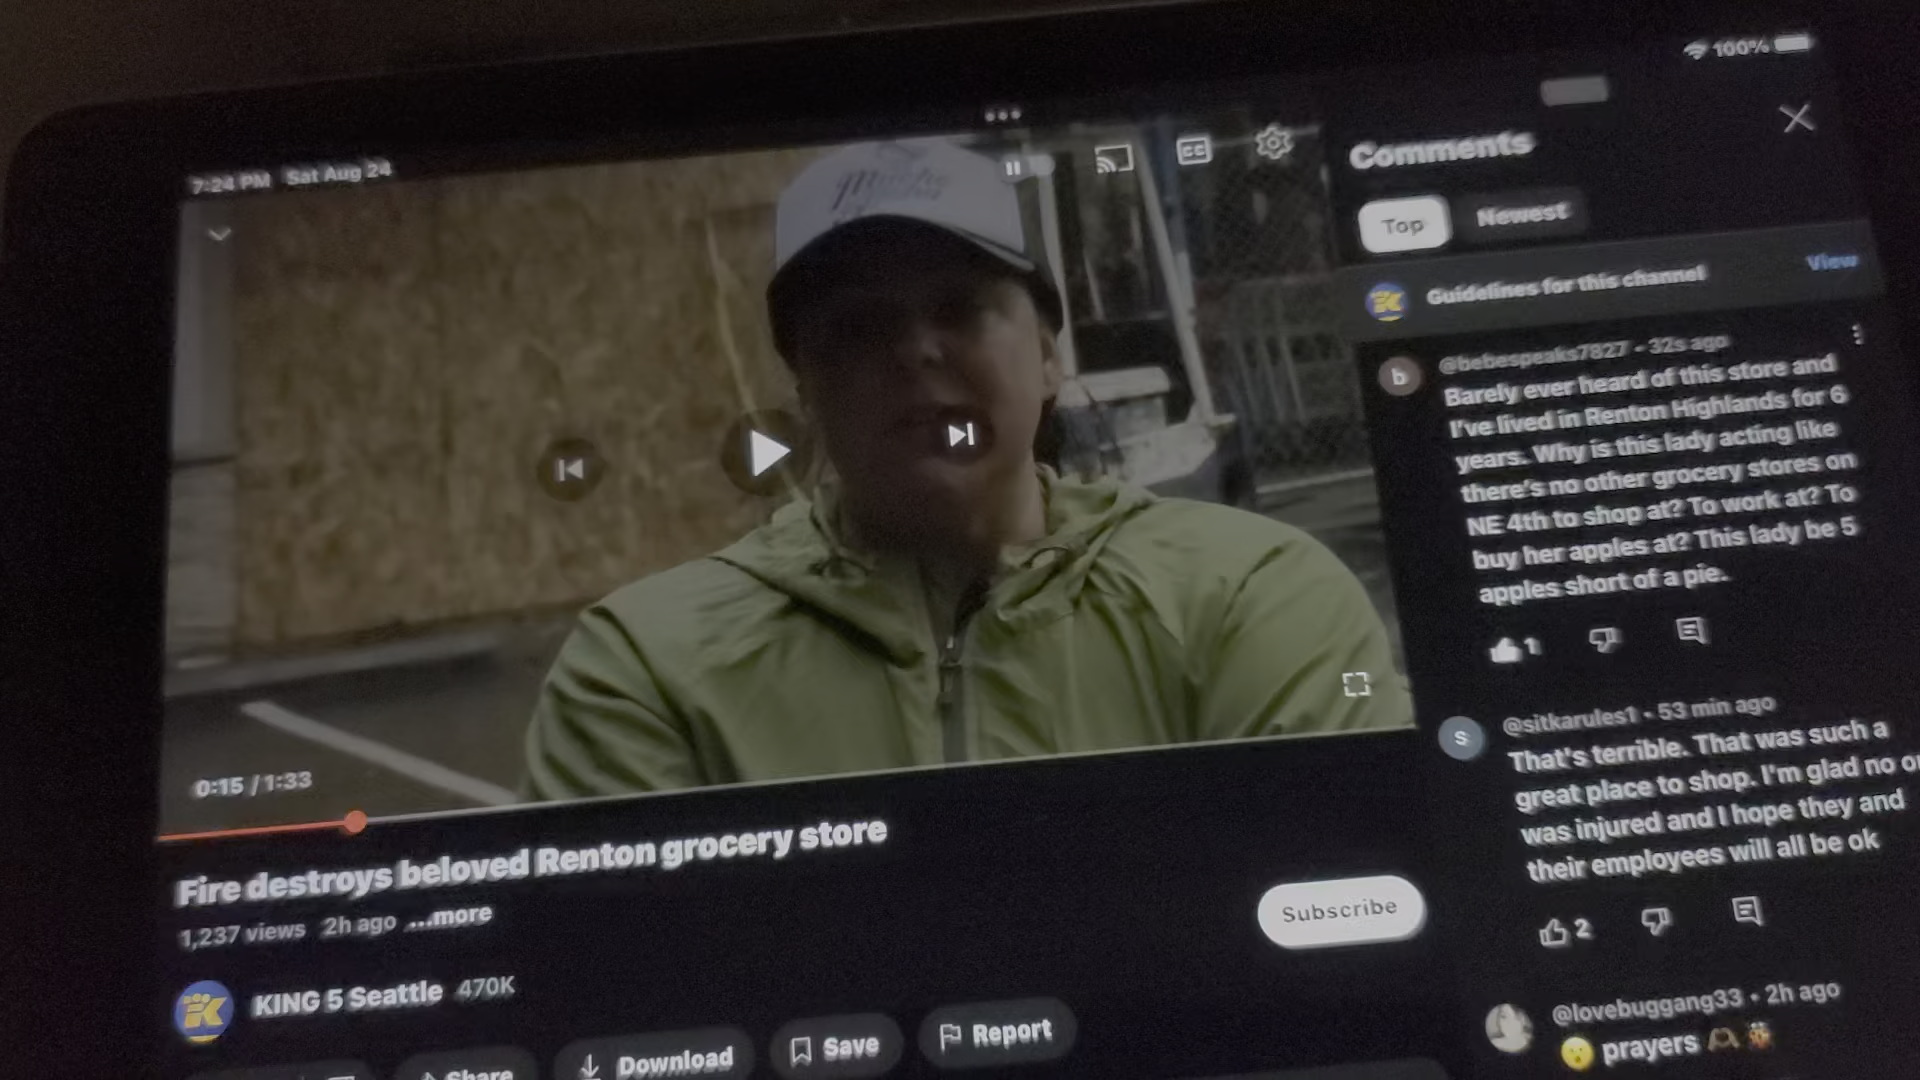 7:24 PM Sat Aug 24
100%
CC
0:15 / 1:33
Fire destroys beloved Renton grocery store
1,237 views 2h ago ...more
KING 5 Seattle 470K
Subscribe
Share
Download
Save
Report
Comments
Top
Newest
Guidelines for this channel
View
b
@bebespeaks7827 • 32s ago
Barely ever heard of this store and
I've lived in Renton Highlands for 6
years. Why is this lady acting like
there's no other grocery stores on
NE 4th to shop at? To work at? To
buy her apples at? This lady be 5
apples short of a pie.
1
S
@sitkarules1 • 53 min ago
That's terrible. That was such a
great place to shop. I'm glad no
was injured and I hope they and
their employees will all be ok
2
@lovebuggang33 • 2h ago
😮 prayers